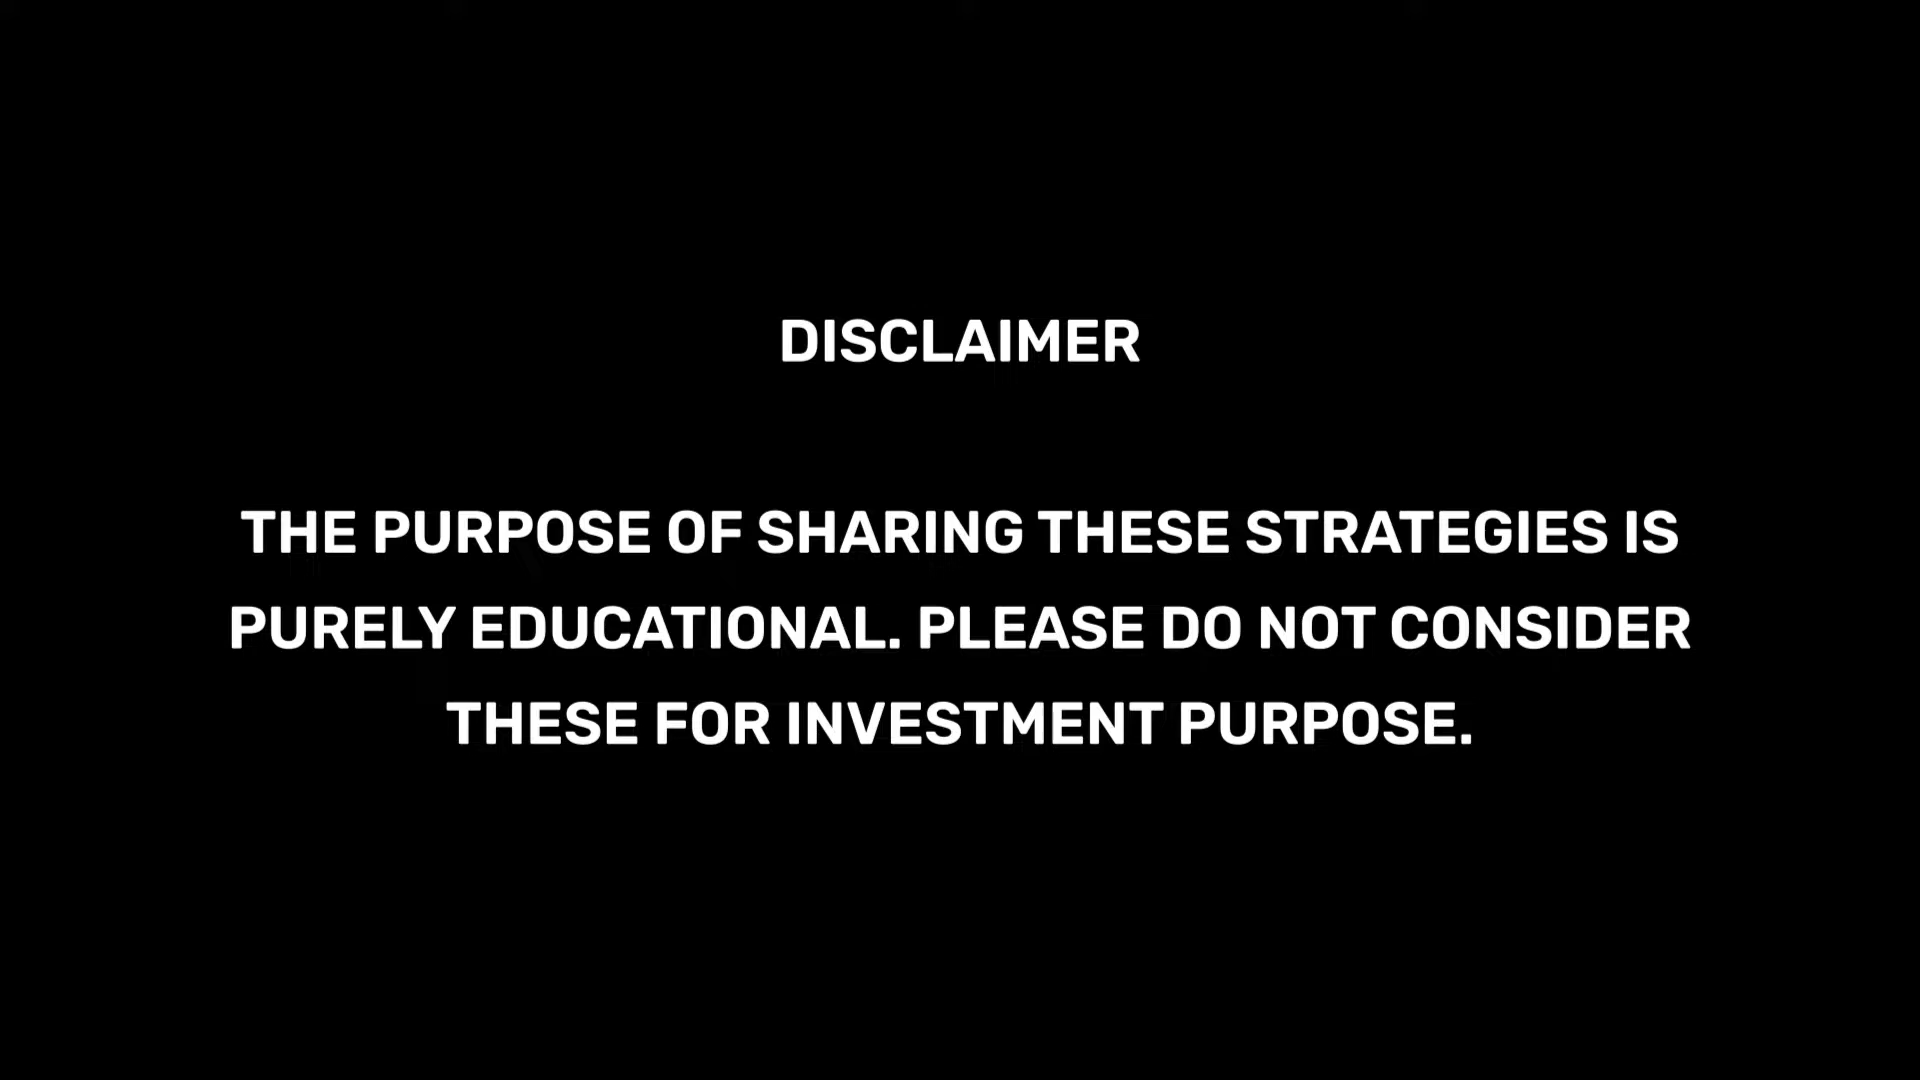 DISCLAIMER
THE PURPOSE OF SHARING THESE STRATEGIES IS
PURELY EDUCATIONAL. PLEASE DO NOT CONSIDER
THESE FOR INVESTMENT PURPOSE.